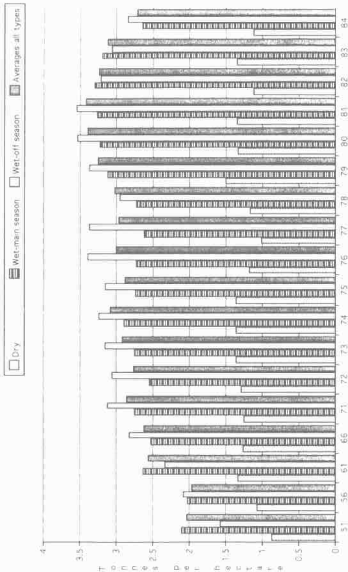 Dry
Wet-main season
Wet-off season
Averages all types
Tonnes per hectare
4
3.5
3
2.5
2
1.5
1
0.5
0
51 56 61 66 71 72 73 74 75 76 77 78 79 80 81 82 83 84